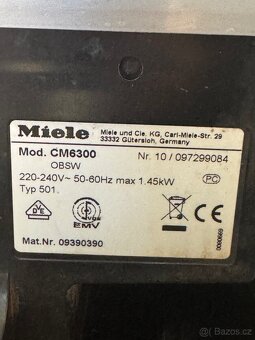 Miele
Miele und Cie. KG, Carl-Miele-Str. 29
33332 Gütersloh, Germany
Mod. CM6300
Nr. 10 / 097299084
OBSW
220-240V~ 50-60Hz max 1.45kW
PC
Typ 501.
EMV
Mat.Nr. 09390390
bazos.cz